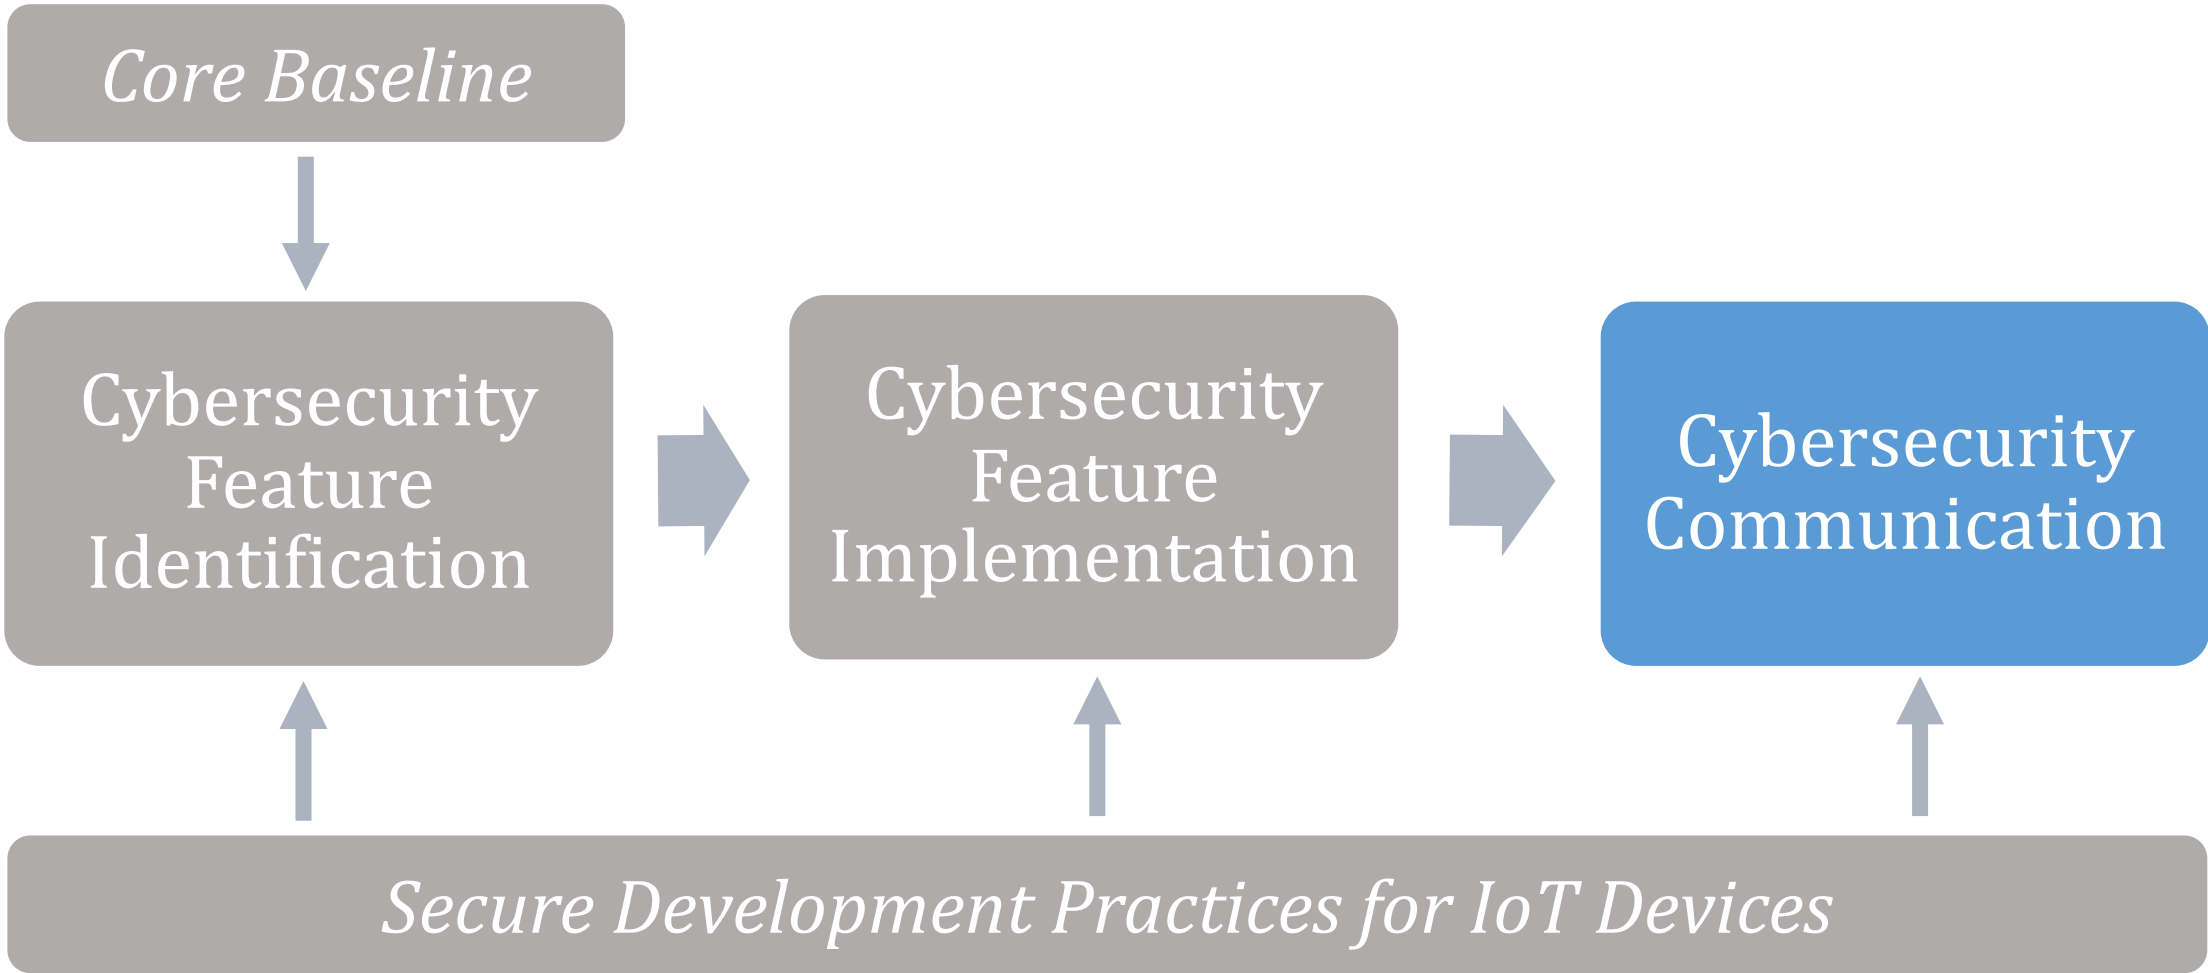 Core Baseline
Cybersecurity
Feature
Identification
Cybersecurity
Feature
Implementation
Cybersecurity
Communication
Secure Development Practices for IoT Devices